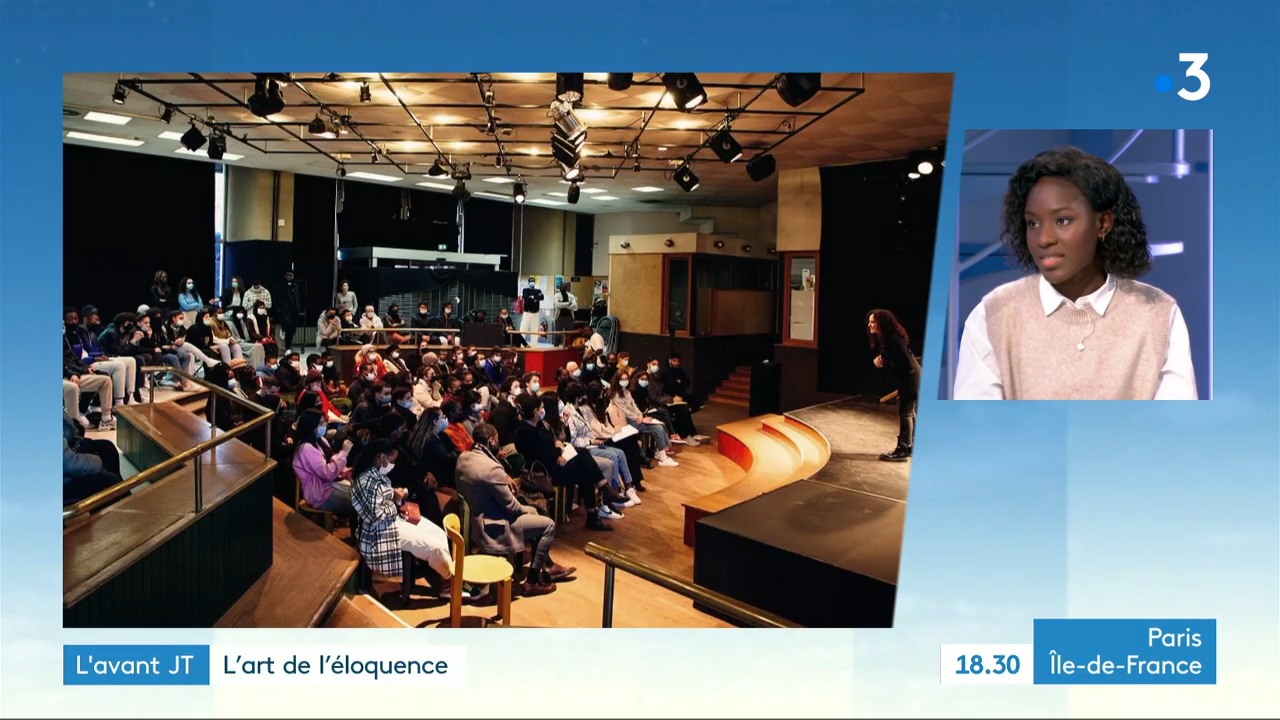 3
L'avant JT
L'art de l'éloquence
18.30
Paris
Île-de-France